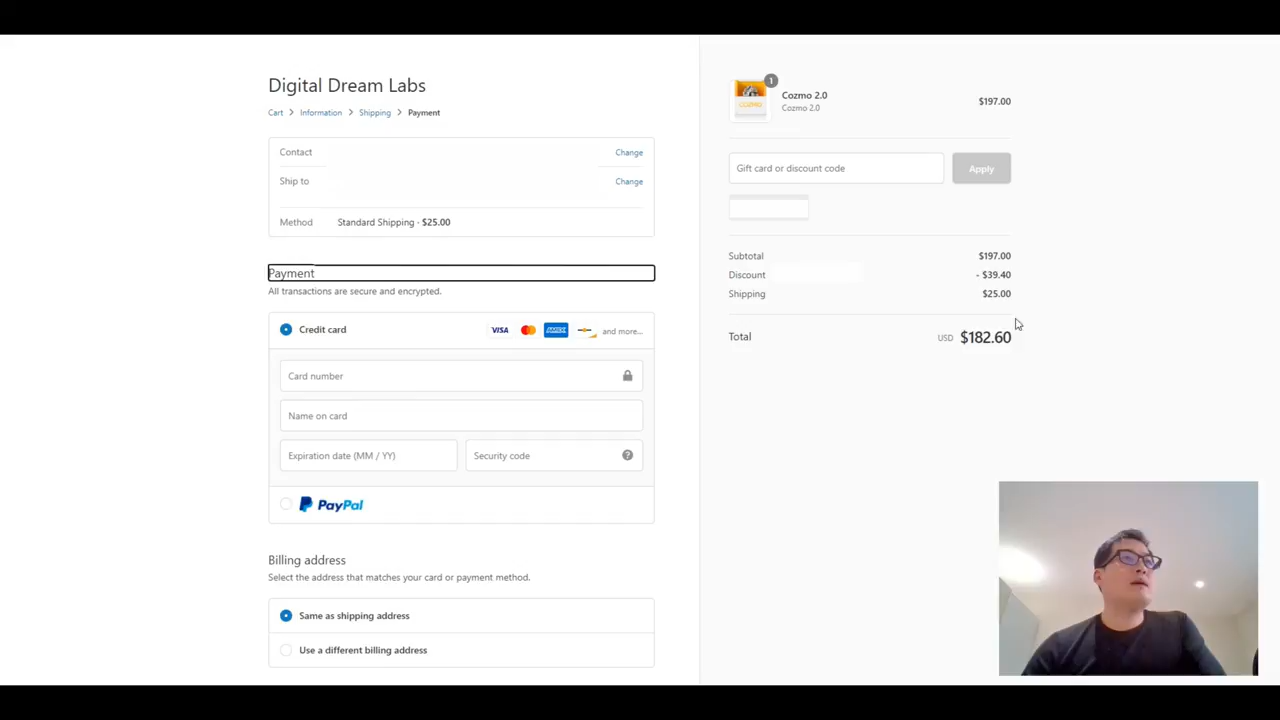 Digital Dream Labs
Cart > Information > Shipping > Payment
Contact Change
Ship to Change
Method Standard Shipping · $25.00
Payment
All transactions are secure and encrypted.
Credit card VISA and more...
Card number
Name on card
Expiration date (MM / YY) Security code ?
PayPal
Billing address
Select the address that matches your card or payment method.
Same as shipping address
Use a different billing address
1
COZMO
Cozmo 2.0 $197.00
Cozmo 2.0
Gift card or discount code Apply
Subtotal $197.00
Discount - $39.40
Shipping $25.00
Total USD $182.60